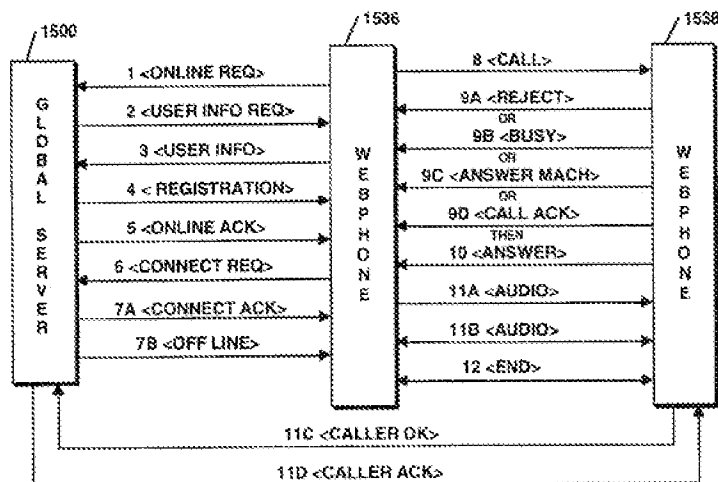 1500
1536
1538
GLOBAL SERVER
1 <ONLINE REQ>
2 <USER INFO REQ>
3 <USER INFO>
4 < REGISTRATION>
5 <ONLINE ACK>
6 <CONNECT REQ>
7A <CONNECT ACK>
7B <OFF LINE>
WEBPHONE
8 <CALL>
9A <REJECT>
OR
9B <BUSY>
OR
9C <ANSWER MACH>
OR
9D <CALL ACK>
THEN
10 <ANSWER>
11A <AUDIO>
11B <AUDIO>
12 <END>
WEBPHONE
11C <CALLER OK>
11D <CALLER ACK>